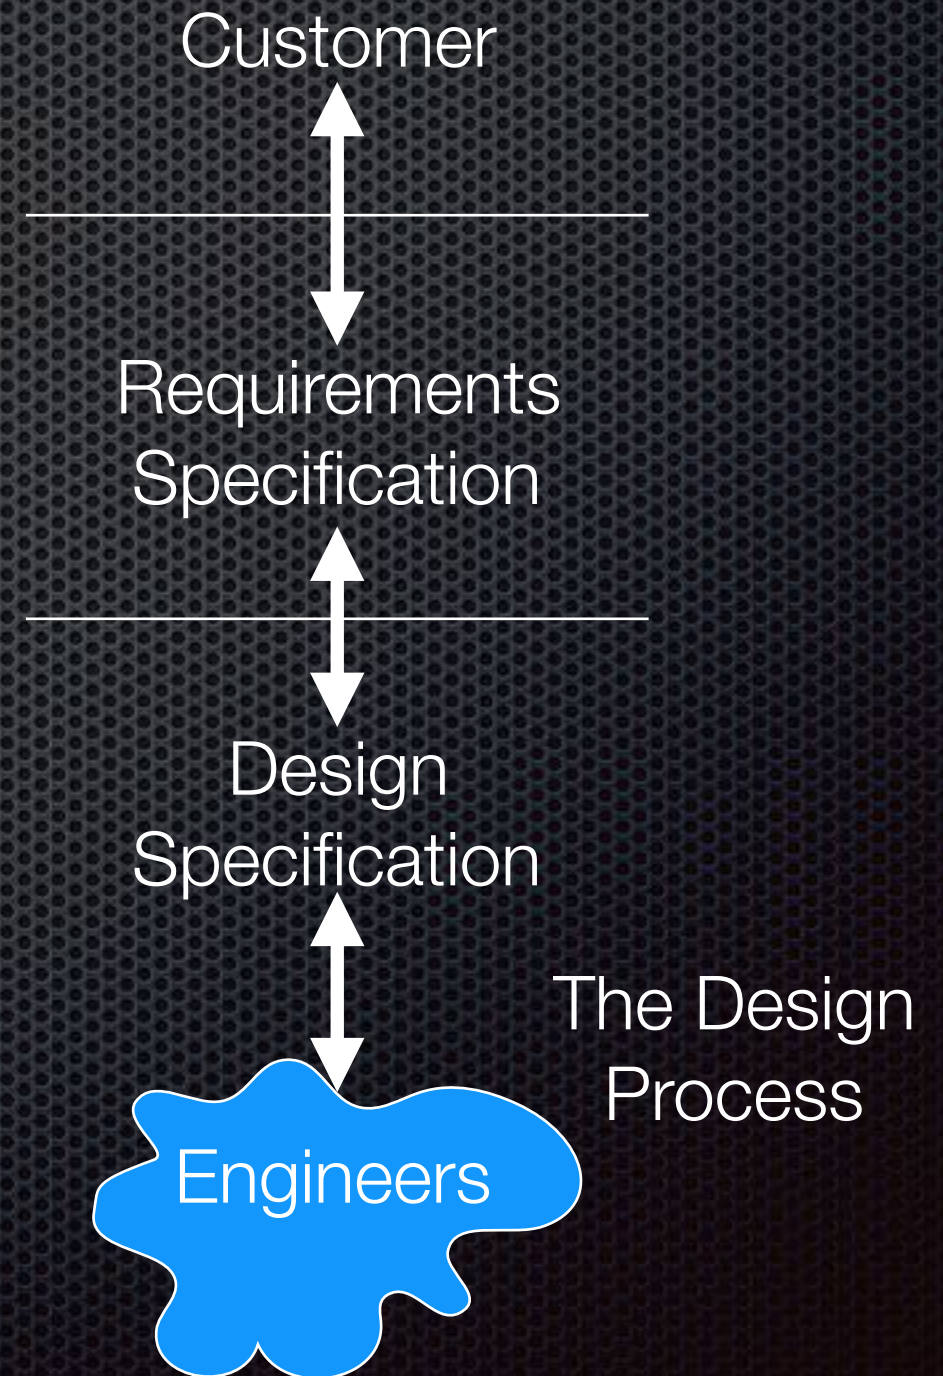 Customer
Requirements
Specification
Design
Specification
The Design
Process
Engineers